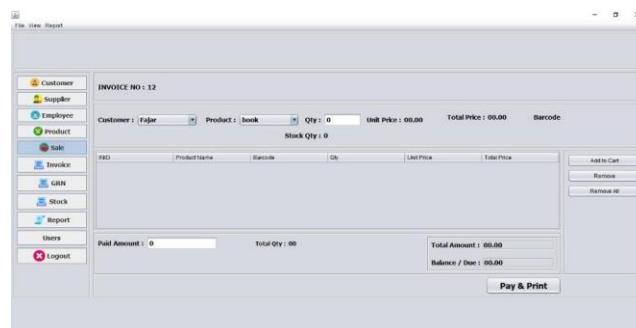 File View Report
Customer
Supplier
Employee
Product
Sale
Invoice
GRN
Stock
Report
Users
Logout
INVOICE NO : 12
Customer : Fajar Product : book Qty : 0 Unit Price : 00.00 Total Price : 00.00 Barcode
Stock Qty : 0
INID Product Name Barcode Qty Unit Price Total Price
Add to Cart
Remove
Remove All
Paid Amount : 0 Total Qty : 00 Total Amount : 00.00
Balance / Due : 00.00
Pay & Print